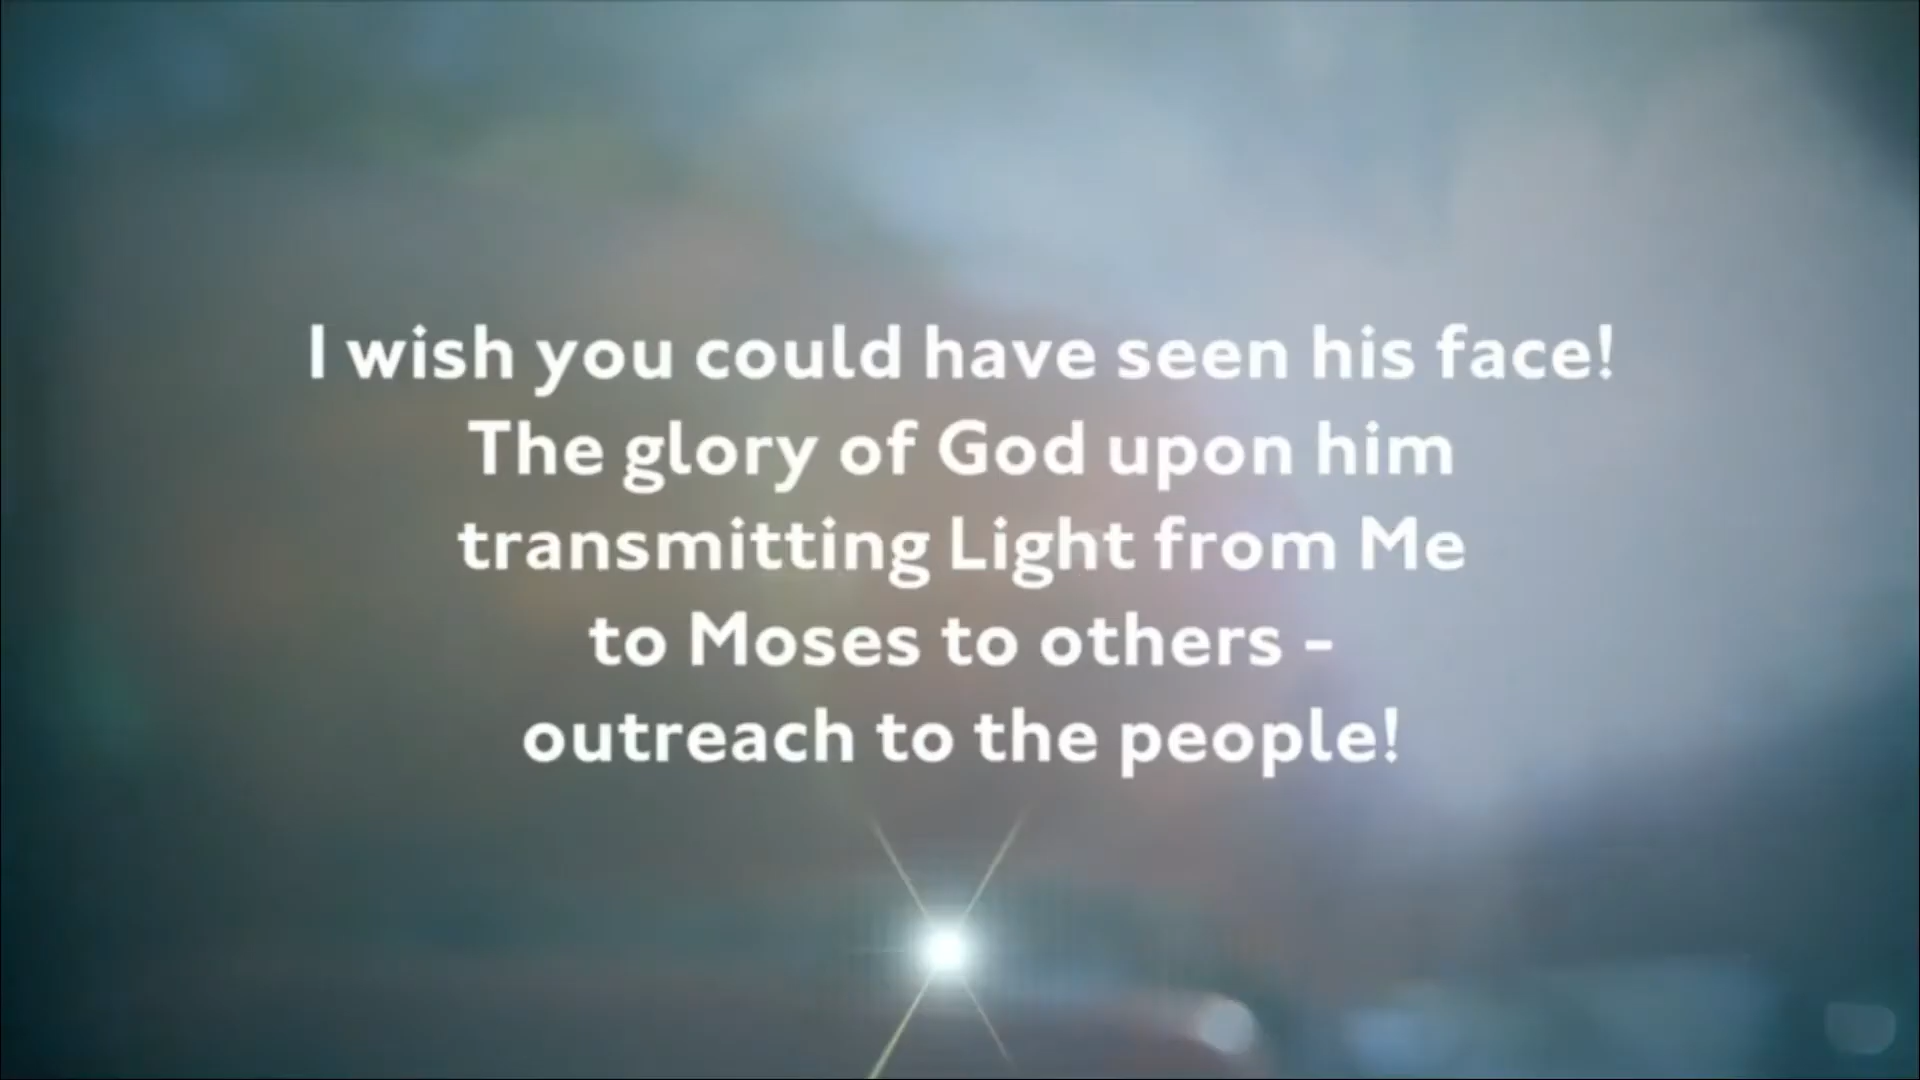 I wish you could have seen his face!
The glory of God upon him
transmitting Light from Me
to Moses to others -
outreach to the people!